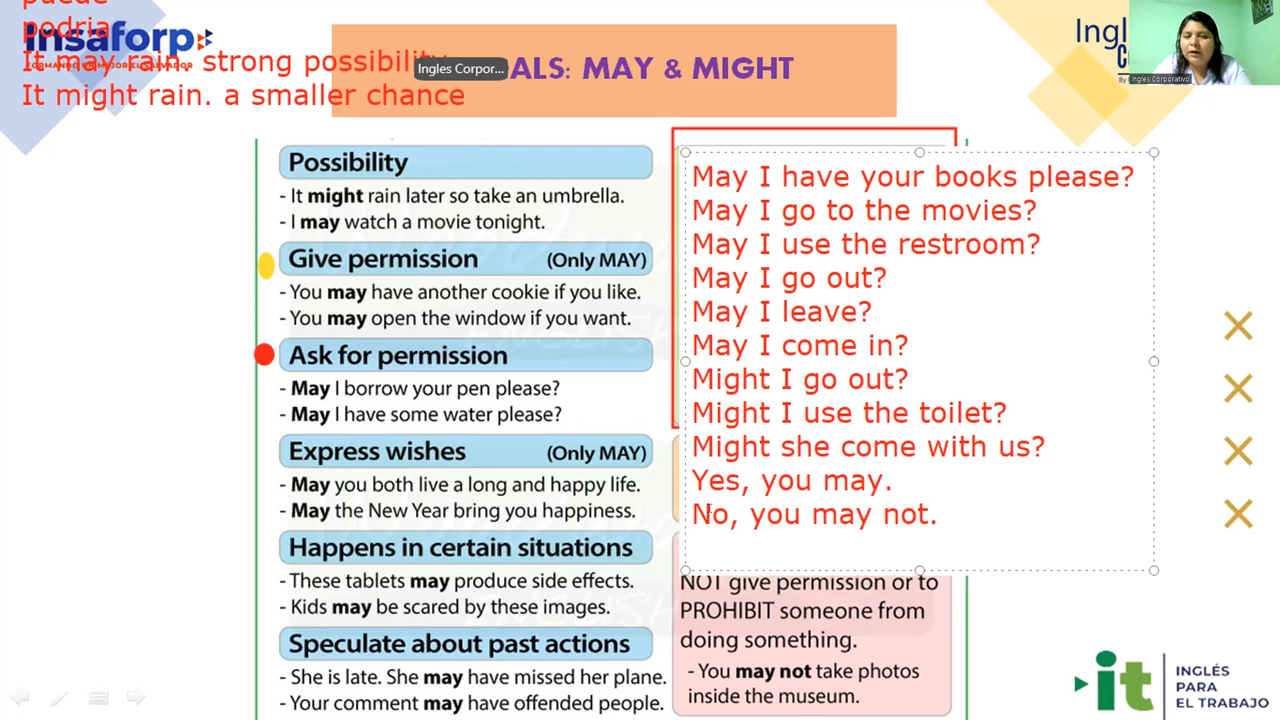 puede
podria
It may rain. strong possibility
It might rain. a smaller chance
Insaforp
Ingles Corpor...
ALS: MAY & MIGHT
Ingl
Ingles Corporativo
Possibility
- It might rain later so take an umbrella.
- I may watch a movie tonight.
Give permission (Only MAY)
- You may have another cookie if you like.
- You may open the window if you want.
Ask for permission
- May I borrow your pen please?
- May I have some water please?
Express wishes (Only MAY)
- May you both live a long and happy life.
- May the New Year bring you happiness.
Happens in certain situations
- These tablets may produce side effects.
- Kids may be scared by these images.
Speculate about past actions
- She is late. She may have missed her plane.
- Your comment may have offended people.
May I have your books please?
May I go to the movies?
May I use the restroom?
May I go out?
May I leave?
May I come in?
Might I go out?
Might I use the toilet?
Might she come with us?
Yes, you may.
No, you may not.
NOT give permission or to
PROHIBIT someone from
doing something.
- You may not take photos
inside the museum.
it
INGLÉS
PARA
EL TRABAJO